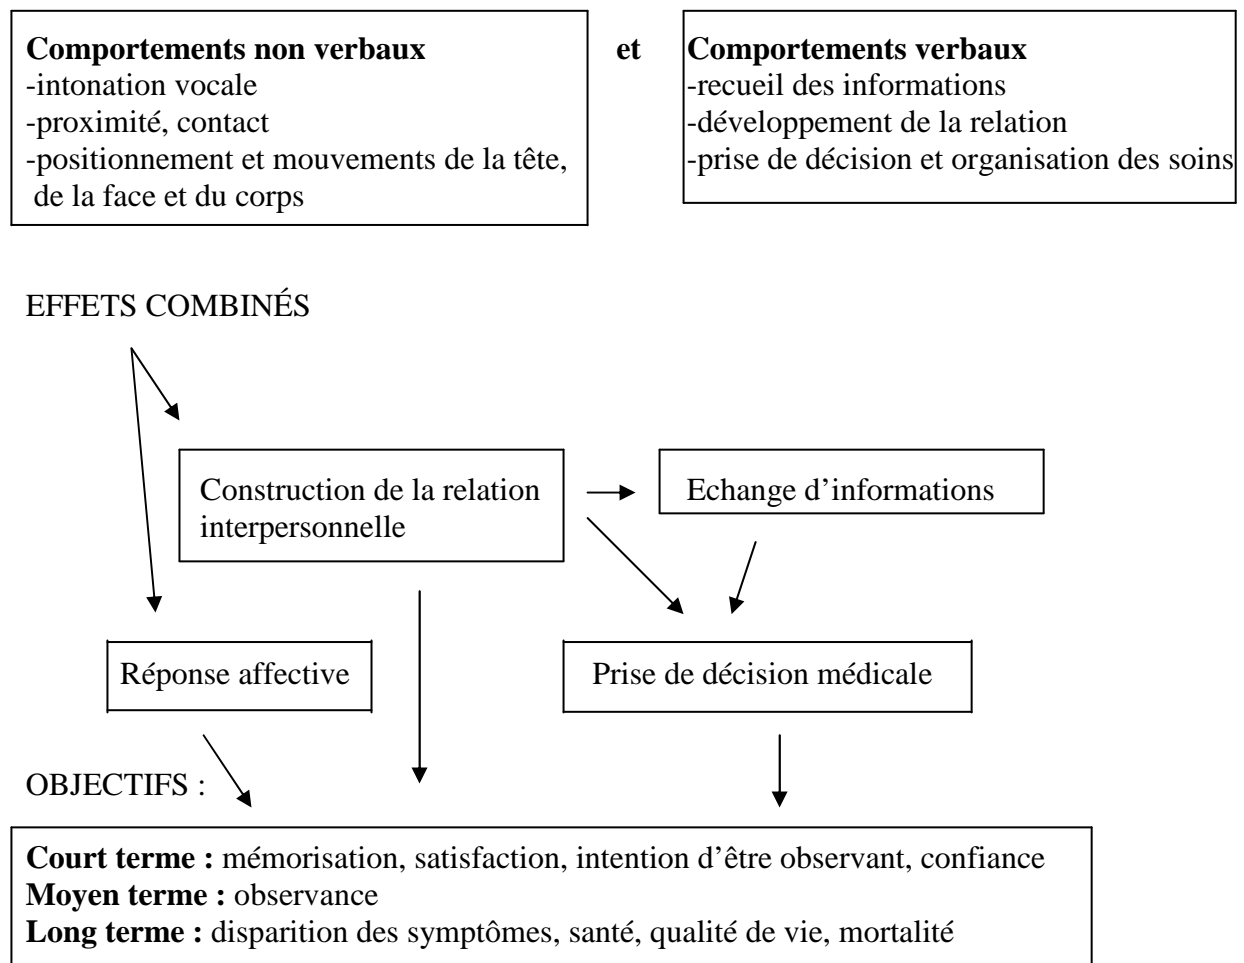 Comportements non verbaux
-intonation vocale
-proximité, contact
-positionnement et mouvements de la tête,
de la face et du corps
et
Comportements verbaux
-recueil des informations
-développement de la relation
-prise de décision et organisation des soins
EFFETS COMBINÉS
Construction de la relation
interpersonnelle
Echange d’informations
Réponse affective
Prise de décision médicale
OBJECTIFS :
Court terme : mémorisation, satisfaction, intention d’être observant, confiance
Moyen terme : observance
Long terme : disparition des symptômes, santé, qualité de vie, mortalité